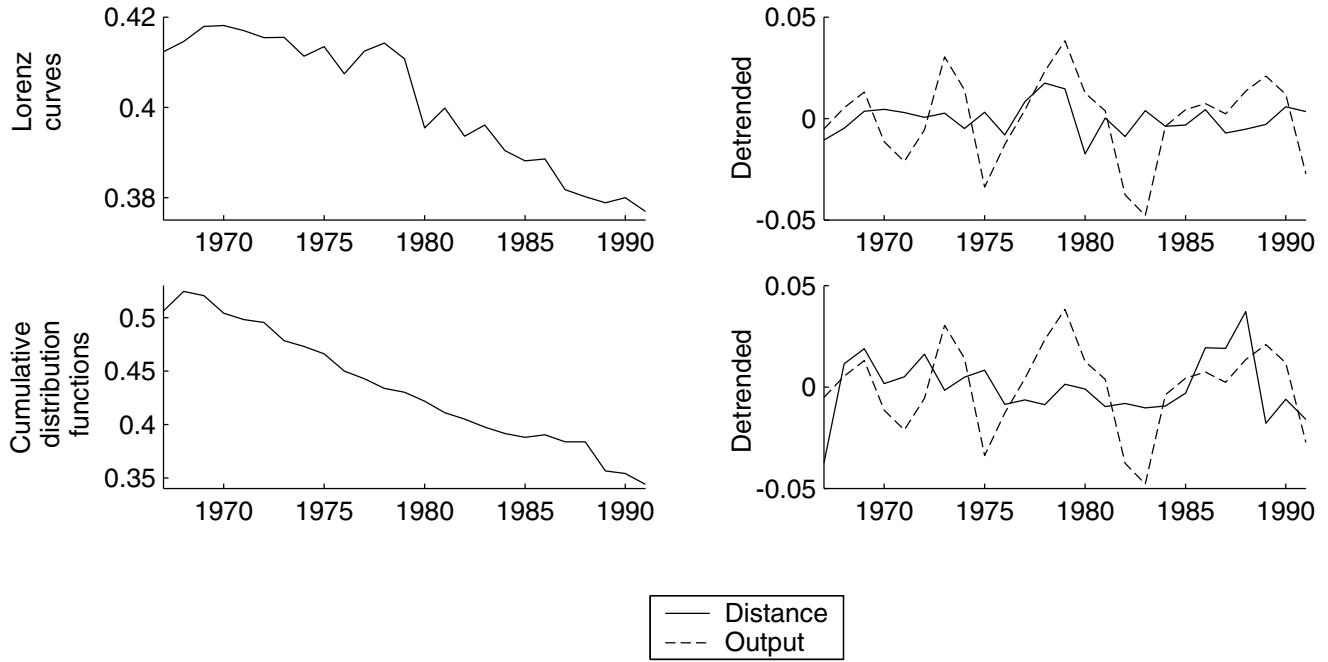 Lorenz
curves
0.42
0.4
0.38
1970 1975 1980 1985 1990
Detrended
0.05
0
-0.05
1970 1975 1980 1985 1990
Cumulative
distribution
functions
0.5
0.45
0.4
0.35
1970 1975 1980 1985 1990
Detrended
0.05
0
-0.05
1970 1975 1980 1985 1990
Distance
Output